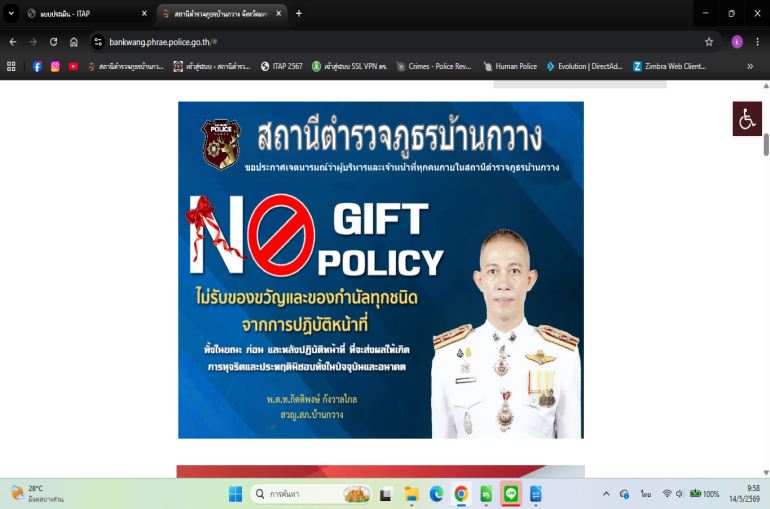 แบบประเมิน - ITAP
สถานีตำรวจภูธรบ้านกวาง จังหวัดแพร่
bankwang.phrae.police.go.th/#
k
สถานีตำรวจภูธรบ้านกว...
เข้าสู่ระบบ ‹ สถานีตำรว...
ITAP 2567
เข้าสู่ระบบ SSL VPN ตร.
Crimes - Police Rev...
Human Police
Evolution | DirectAd...
Zimbra Web Client...
POLICE
สถานีตำรวจภูธรบ้านกวาง
ขอประกาศเจตนารมณ์ว่าผู้บริหารและเจ้าหน้าที่ทุกคนภายในสถานีตำรวจภูธรบ้านกวาง
NO GIFT
POLICY
ไม่รับของขวัญและของกำนัลทุกชนิด
จากการปฏิบัติหน้าที่
ทั้งในขณะ ก่อน และหลังปฏิบัติหน้าที่ ที่จะส่งผลให้เกิด
การทุจริตและประพฤติมิชอบทั้งในปัจจุบันและอนาคต
พ.ต.ท.กิตติพงษ์ กังวาลไกล
สวญ.สภ.บ้านกวาง
28°C
มีแดดบางส่วน
การค้นหา
ไทย
100%
9:58
14/5/2569